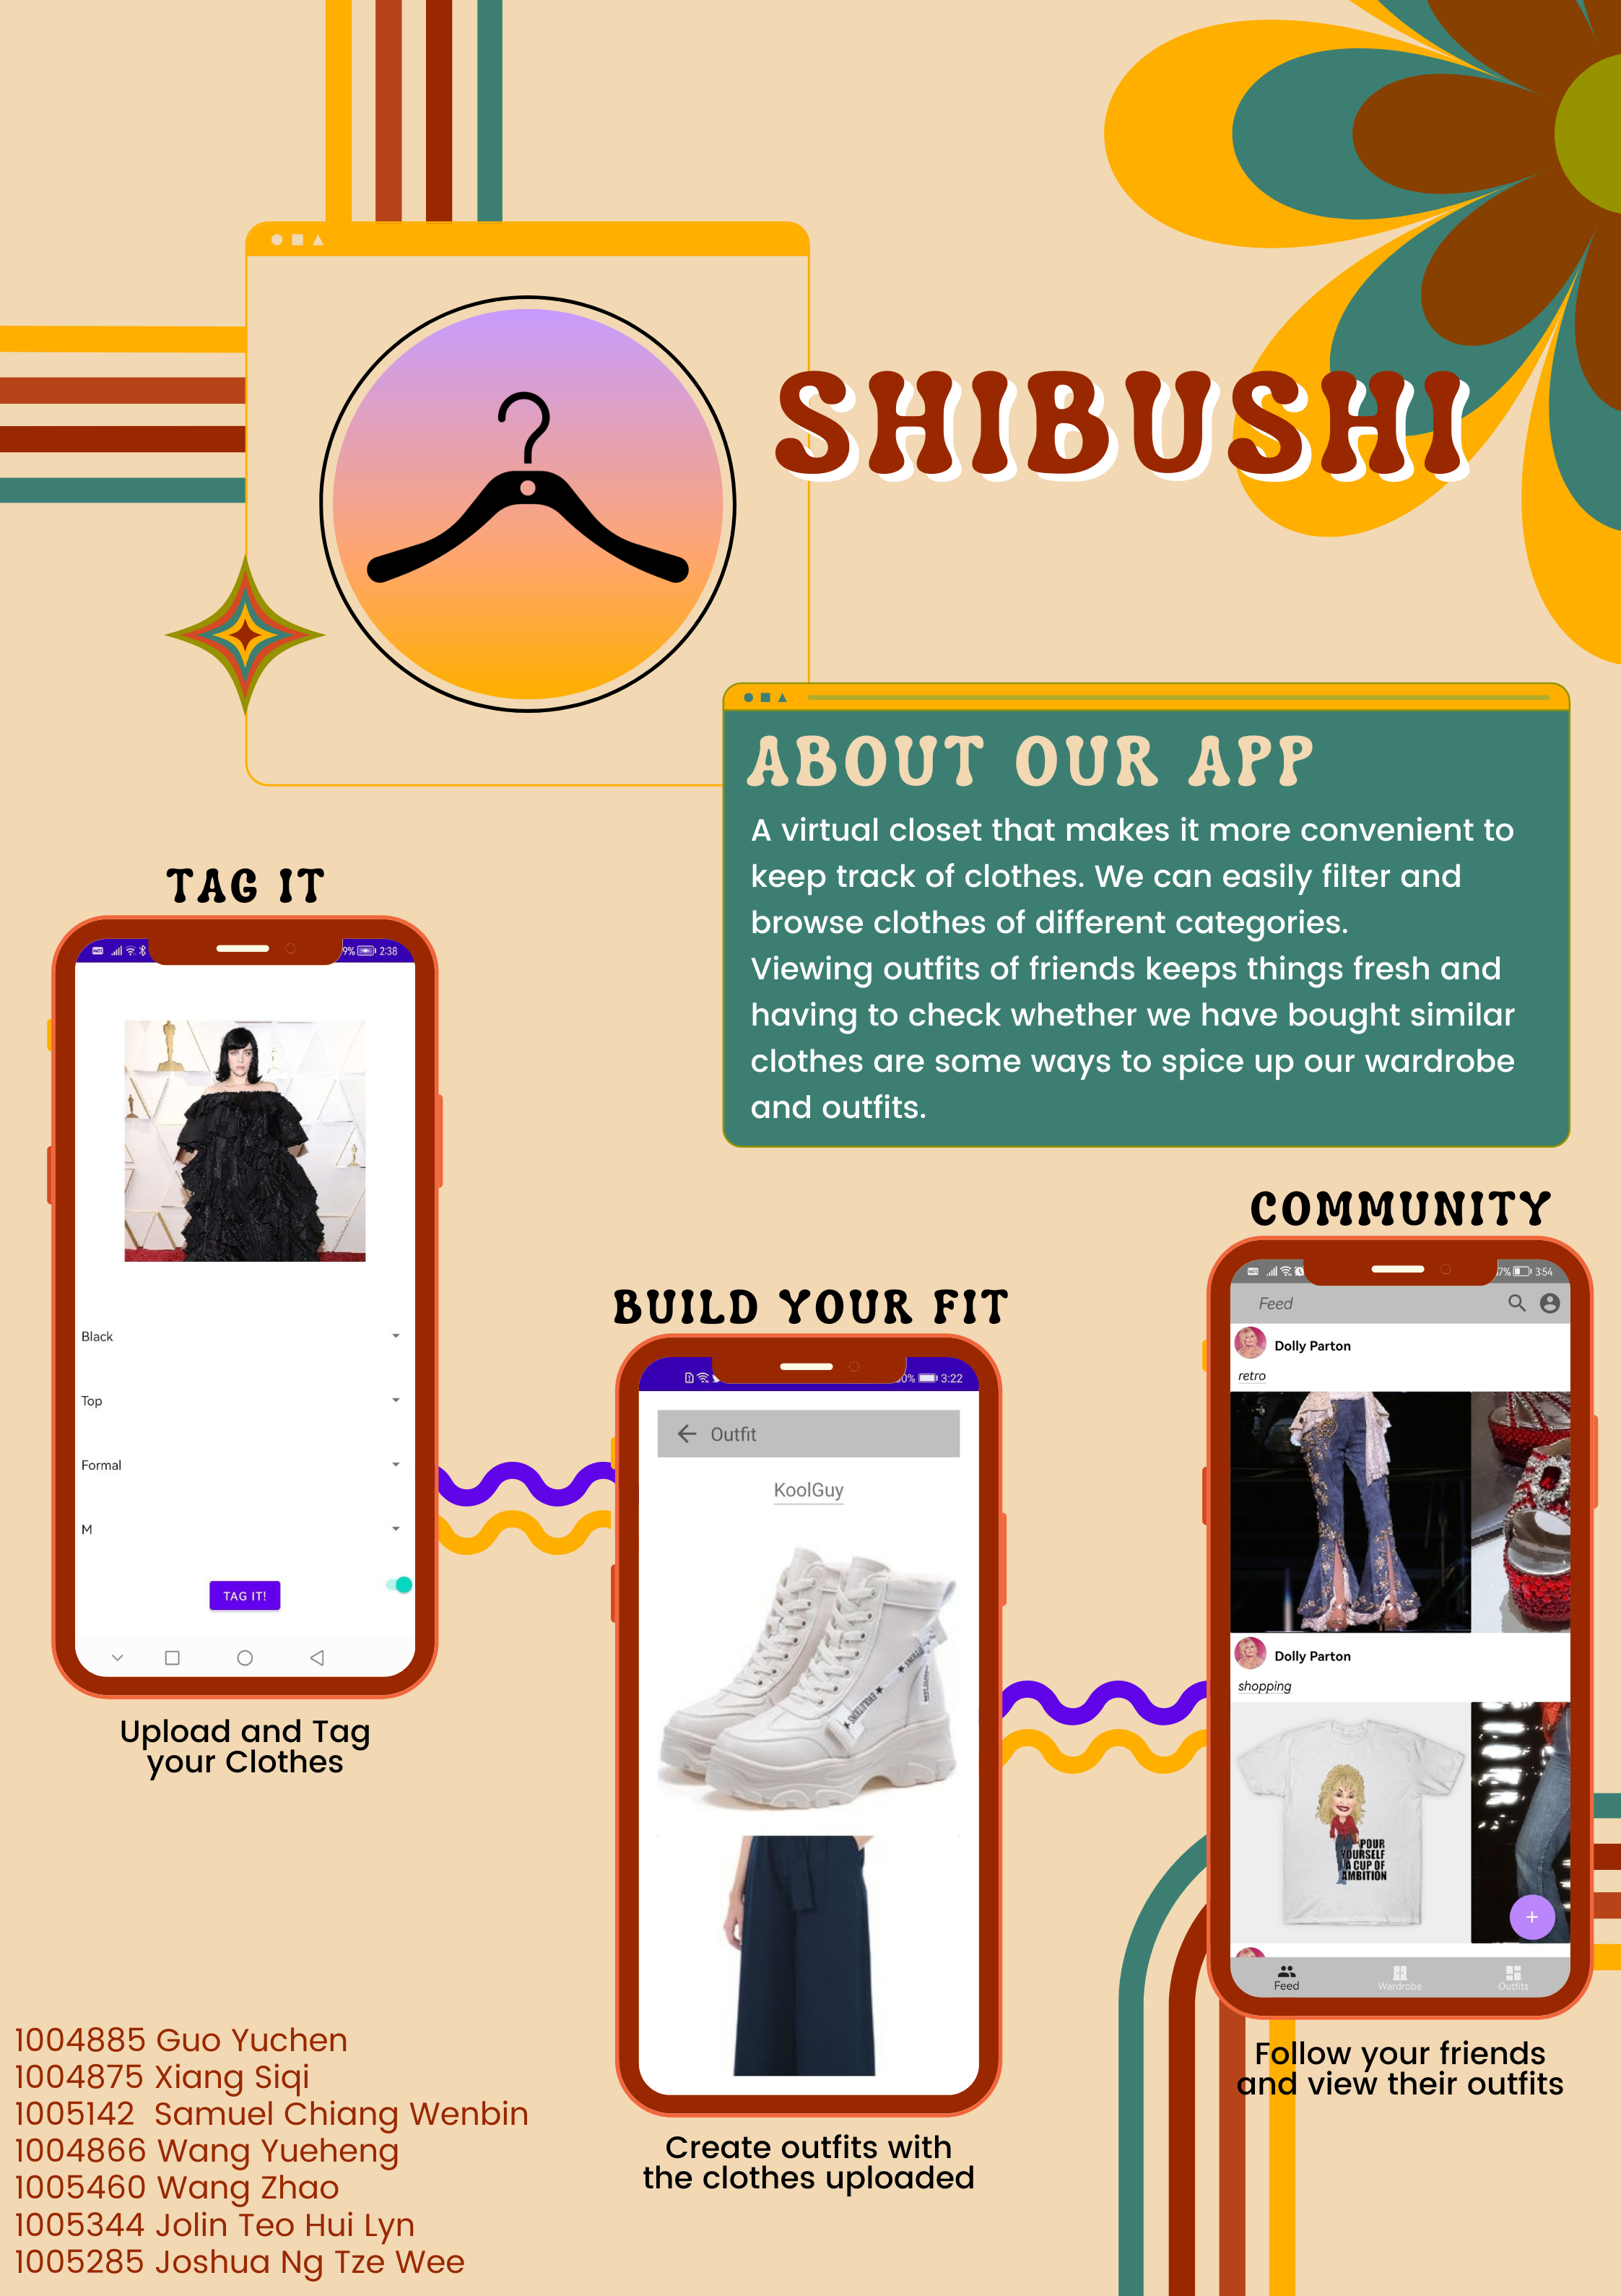 SHIBUSHI
ABOUT OUR APP
A virtual closet that makes it more convenient to
keep track of clothes. We can easily filter and
browse clothes of different categories.
Viewing outfits of friends keeps things fresh and
having to check whether we have bought similar
clothes are some ways to spice up our wardrobe
and outfits.
TAG IT
9% 2:38
Black
Top
Formal
M
TAG IT!
Upload and Tag
your Clothes
BUILD YOUR FIT
0% 3:22
Outfit
KoolGuy
Create outfits with
the clothes uploaded
COMMUNITY
7% 3:54
Feed
Dolly Parton
retro
Dolly Parton
shopping
POUR
YOURSELF
A CUP OF
AMBITION
+
Feed Wardrobe Outfits
Follow your friends
and view their outfits
1004885 Guo Yuchen
1004875 Xiang Siqi
1005142 Samuel Chiang Wenbin
1004866 Wang Yueheng
1005460 Wang Zhao
1005344 Jolin Teo Hui Lyn
1005285 Joshua Ng Tze Wee